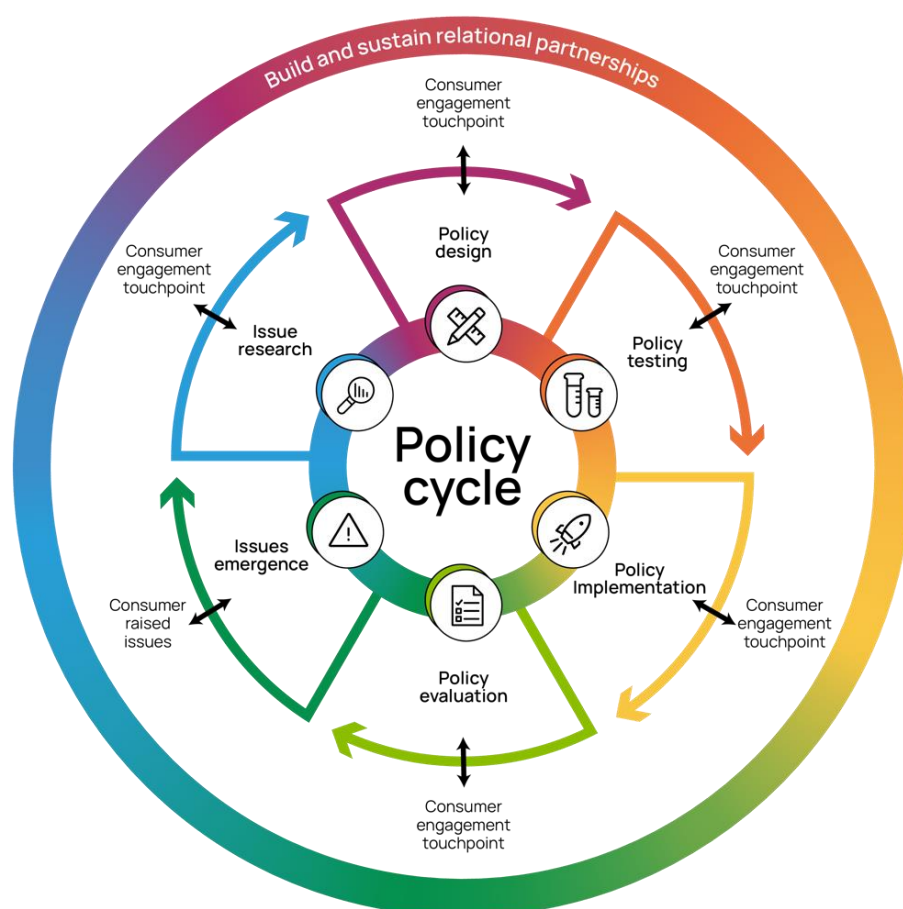 Build and sustain relational partnerships
Consumer
engagement
touchpoint
Policy
design
Consumer
engagement
touchpoint
Policy
testing
Consumer
engagement
touchpoint
Issue
research
Policy
cycle
Policy
Implementation
Consumer
engagement
touchpoint
Issues
emergence
Consumer
raised
issues
Policy
evaluation
Consumer
engagement
touchpoint